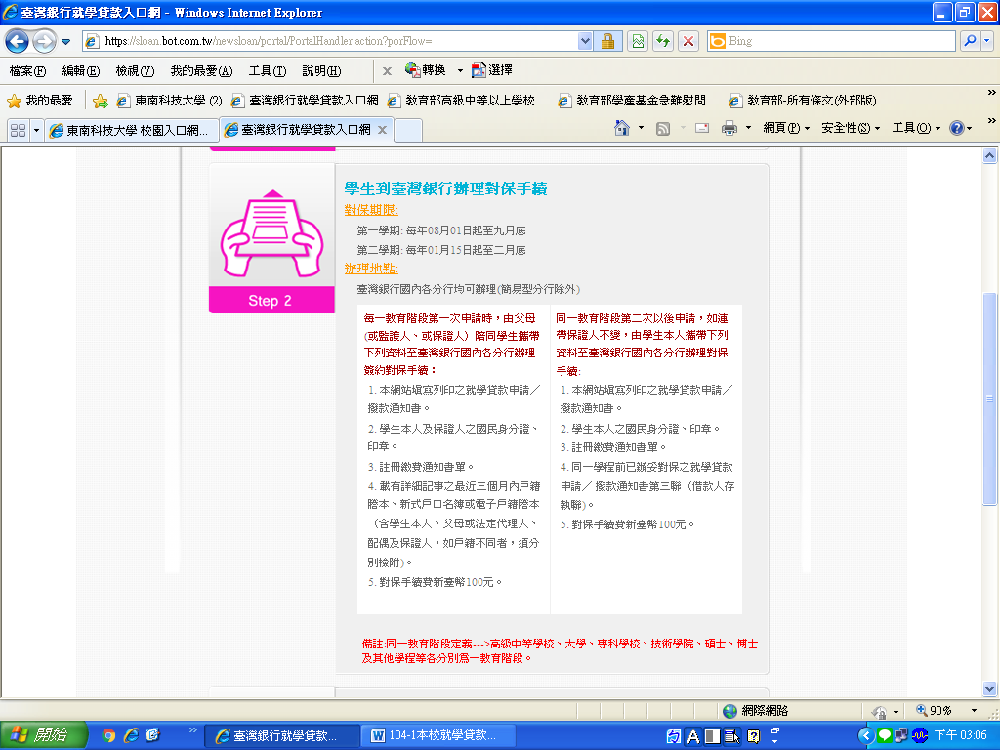 臺灣銀行就學貸款入口網 - Windows Internet Explorer
https://sloan.bot.com.tw/newsloan/portal/PortalHandler.action?porFlow=
Bing
檔案(F) 編輯(E) 檢視(V) 我的最愛(A) 工具(T) 說明(H) 轉換 選擇
我的最愛 東南科技大學 (2) 臺灣銀行就學貸款入口網 教育部高級中等以上學校... 教育部學產基金急難慰問... 教育部-所有條文(外部版)
東南科技大學 校園入口網... 臺灣銀行就學貸款入口網 網頁(P) 安全性(S) 工具(O)
學生到臺灣銀行辦理對保手續
對保期限:
第一學期: 每年08月01日起至九月底
第二學期: 每年01月15日起至二月底
辦理地點:
臺灣銀行國內各分行均可辦理(簡易型分行除外)
Step 2
每一教育階段第一次申請時，由父母
(或監護人、或保證人）陪同學生攜帶
下列資料至臺灣銀行國內各分行辦理
簽約對保手續：
1. 本網站填寫列印之就學貸款申請／
撥款通知書。
2. 學生本人及保證人之國民身分證、
印章。
3. 註冊繳費通知書單。
4. 載有詳細記事之最近三個月內戶籍
謄本、新式戶口名簿或電子戶籍謄本
（含學生本人、父母或法定代理人、
配偶及保證人，如戶籍不同者，須分
別檢附)。
5. 對保手續費新臺幣100元。
同一教育階段第二次以後申請，如連
帶保證人不變，由學生本人攜帶下列
資料至臺灣銀行國內各分行辦理對保
手續:
1. 本網站填寫列印之就學貸款申請／
撥款通知書。
2. 學生本人之國民身分證、印章。
3. 註冊繳費通知書單。
4. 同一學程前已辦妥對保之就學貸款
申請／ 撥款通知書第三聯（借款人存
執聯)。
5. 對保手續費新臺幣100元。
備註:同一教育階段定義--->高級中等學校、大學、專科學校、技術學院、碩士、博士
及其他學程等各分別為一教育階段。
網際網路 90%
開始 臺灣銀行就學貸款... 104-1本校就學貸款... 下午 03:06